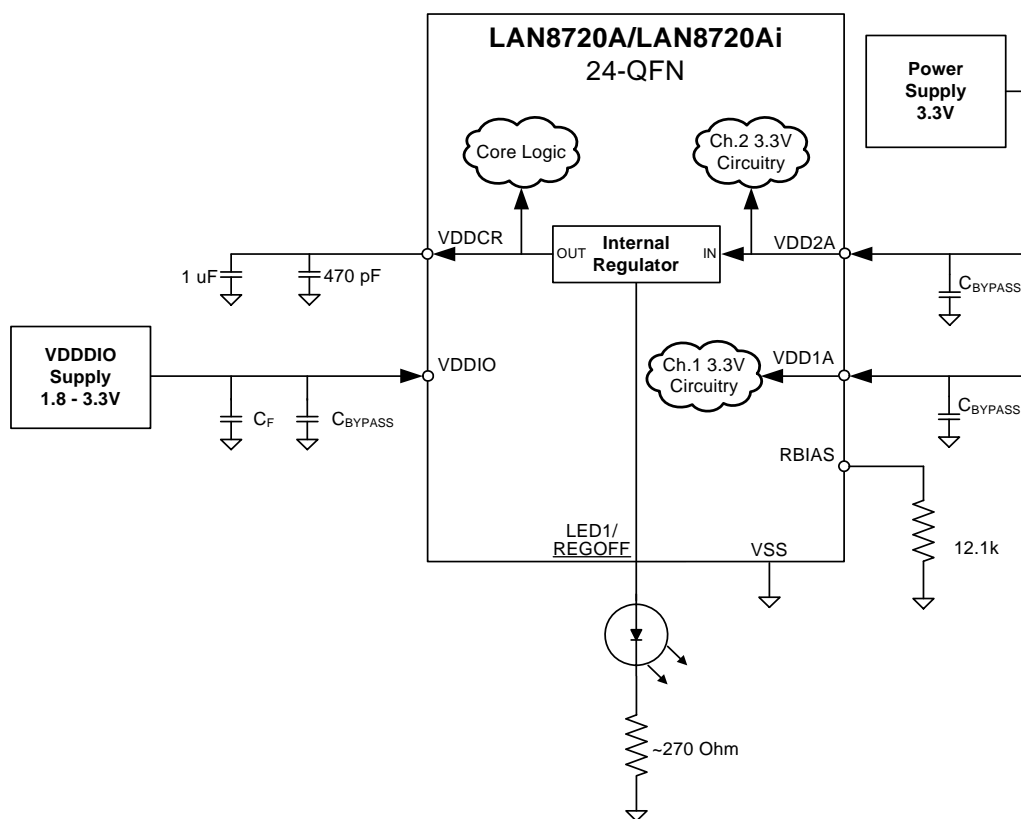 LAN8720A/LAN8720Ai
24-QFN
Power
Supply
3.3V
Core Logic
Ch.2 3.3V
Circuitry
VDDCR
OUT
Internal
Regulator
IN
VDD2A
1 uF
470 pF
CBYPASS
VDDDIO
Supply
1.8 - 3.3V
VDDIO
Ch.1 3.3V
Circuitry
VDD1A
CF
CBYPASS
CBYPASS
RBIAS
12.1k
LED1/
REGOFF
VSS
~270 Ohm